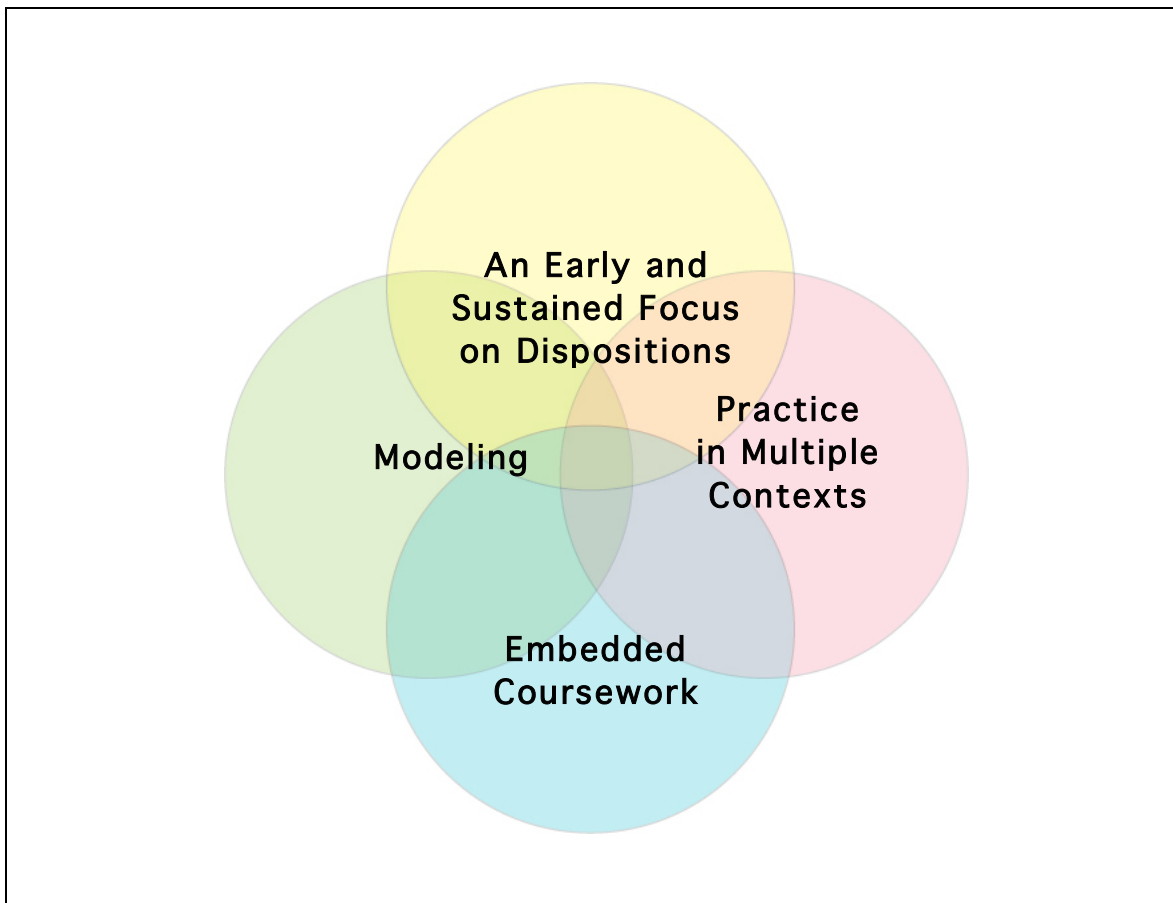 An Early and
Sustained Focus
on Dispositions
Practice
in Multiple
Contexts
Modeling
Embedded
Coursework